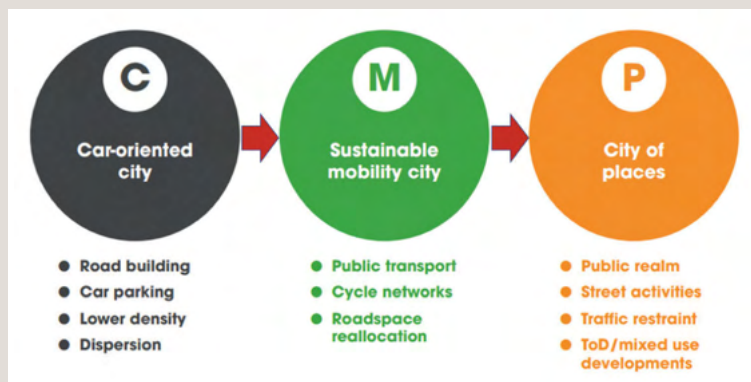 C
Car-oriented
city
Road building
Car parking
Lower density
Dispersion
M
Sustainable
mobility city
Public transport
Cycle networks
Roadspace
reallocation
P
City of
places
Public realm
Street activities
Traffic restraint
ToD/mixed use
developments